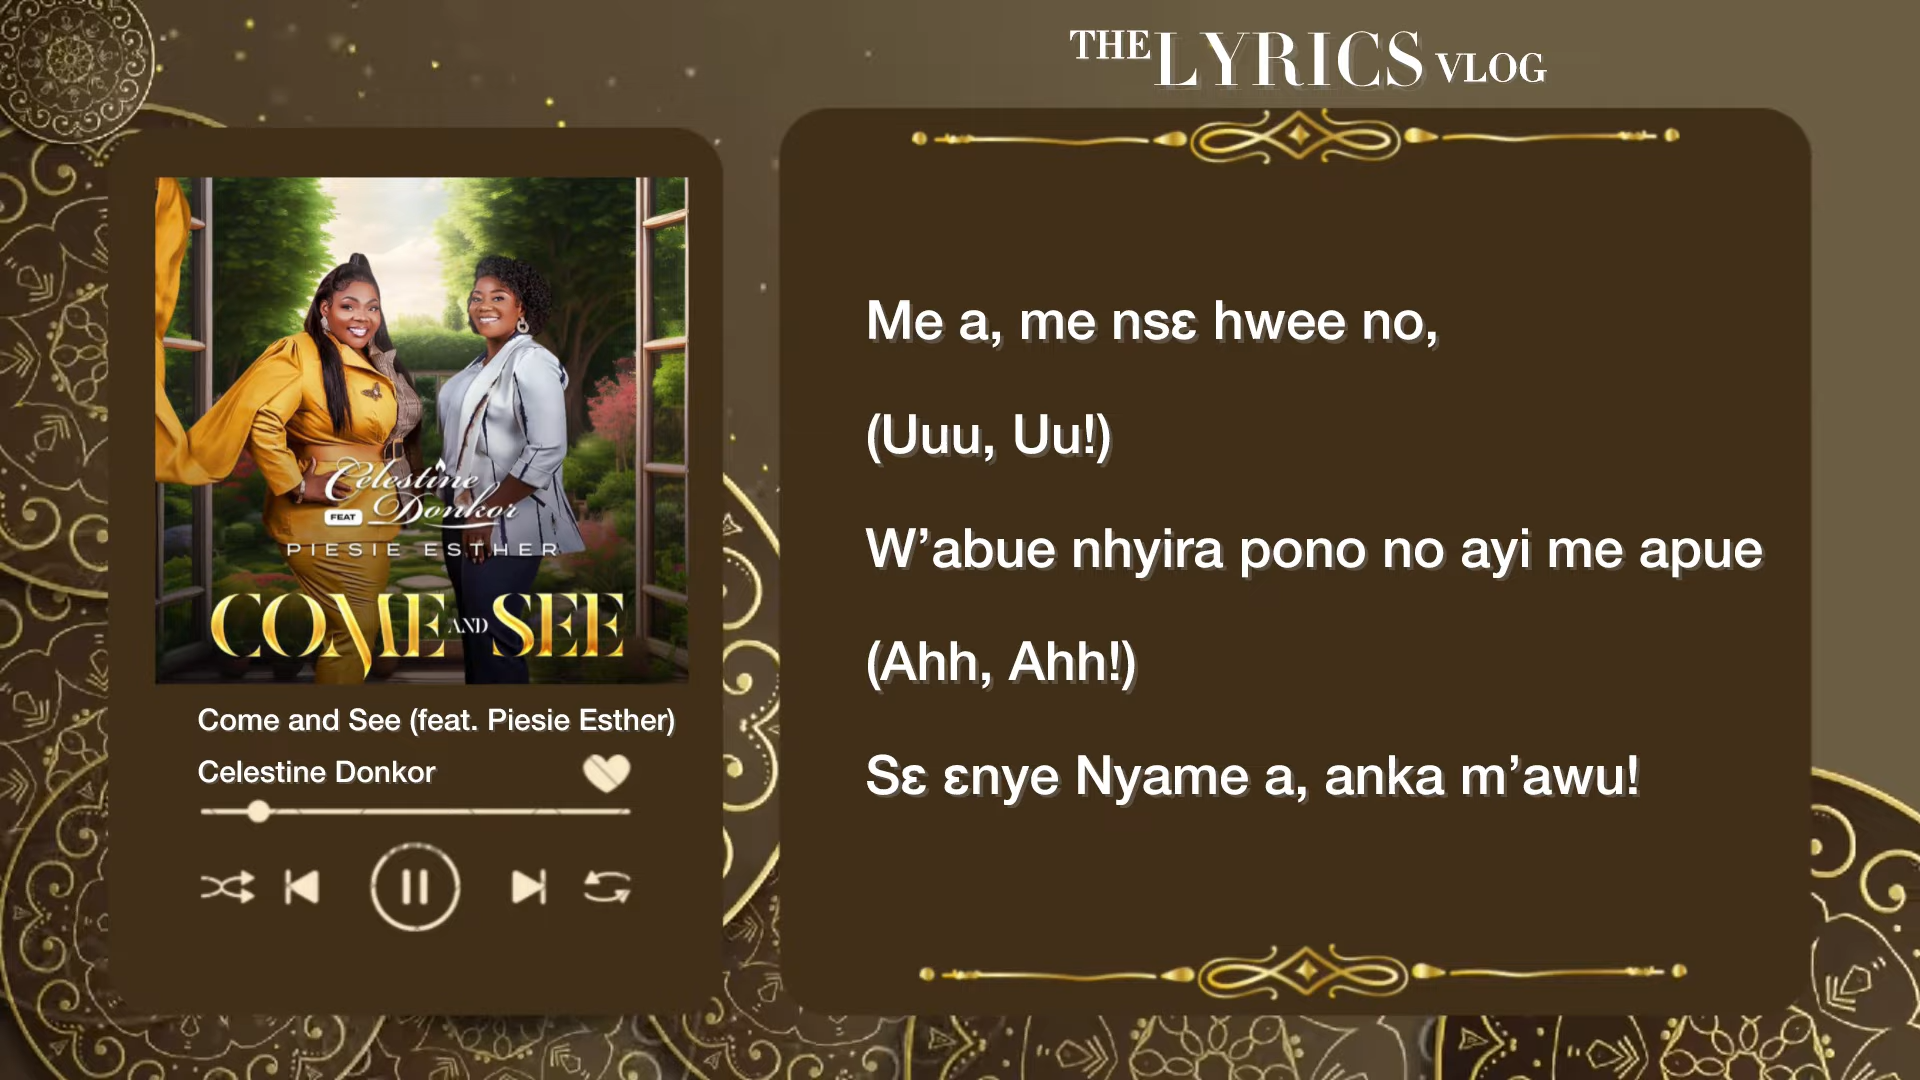 THE LYRICS VLOG
Celestine
FEAT Donkor
PIESIE ESTHER
COME AND SEE
Come and See (feat. Piesie Esther)
Celestine Donkor
Me a, me nsɛ hwee no,
(Uuu, Uu!)
W’abue nhyira pono no ayi me apue
(Ahh, Ahh!)
Sɛ ɛnye Nyame a, anka m’awu!